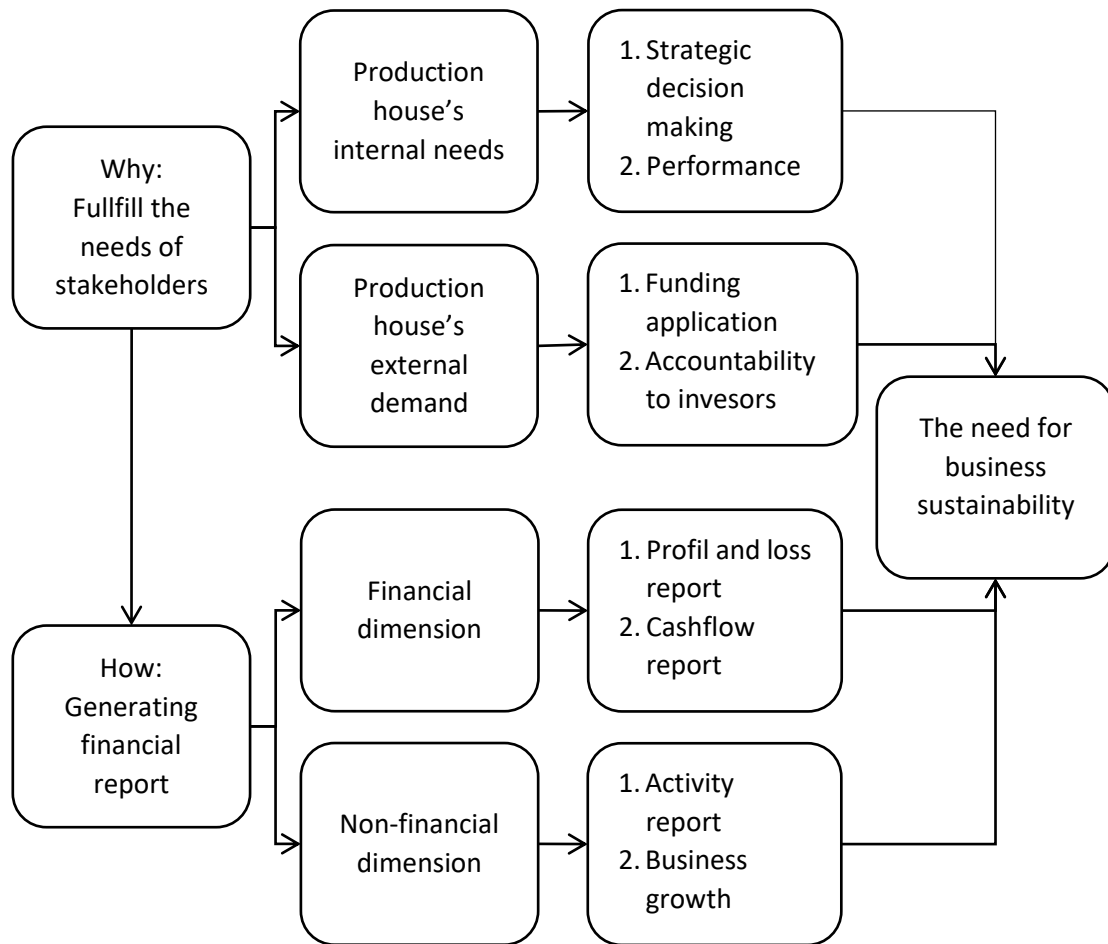 Why:
Fullfill the
needs of
stakeholders
Production
house’s
internal needs
1. Strategic
decision
making
2. Performance
Production
house’s
external
demand
1. Funding
application
2. Accountability
to invesors
The need for
business
sustainability
How:
Generating
financial
report
Financial
dimension
1. Profil and loss
report
2. Cashflow
report
Non-financial
dimension
1. Activity
report
2. Business
growth